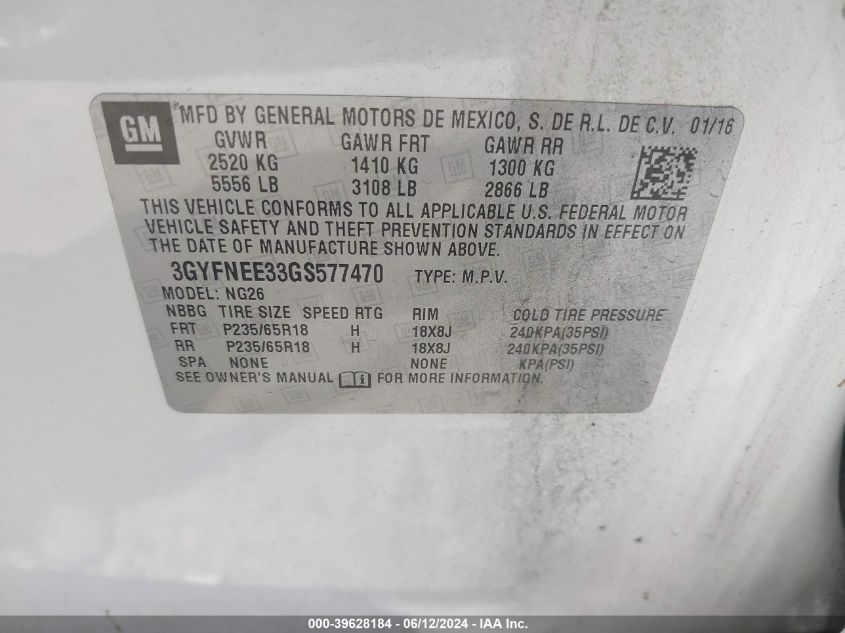 GM ® MFD BY GENERAL MOTORS DE MEXICO, S. DE R.L. DE C.V. 01/16
GVWR GAWR FRT GAWR RR
2520 KG 1410 KG 1300 KG
5556 LB 3108 LB 2866 LB
THIS VEHICLE CONFORMS TO ALL APPLICABLE U.S. FEDERAL MOTOR
VEHICLE SAFETY AND THEFT PREVENTION STANDARDS IN EFFECT ON
THE DATE OF MANUFACTURE SHOWN ABOVE.
3GYFNEE33GS577470 TYPE: M.P.V.
MODEL: NG26
NBBG TIRE SIZE SPEED RTG RIM COLD TIRE PRESSURE
FRT P235/65R18 H 18X8J 240KPA(35PSI)
RR P235/65R18 H 18X8J 240KPA(35PSI)
SPA NONE NONE KPA(PSI)
SEE OWNER'S MANUAL FOR MORE INFORMATION.
000-39628184 - 06/12/2024 - IAA Inc.